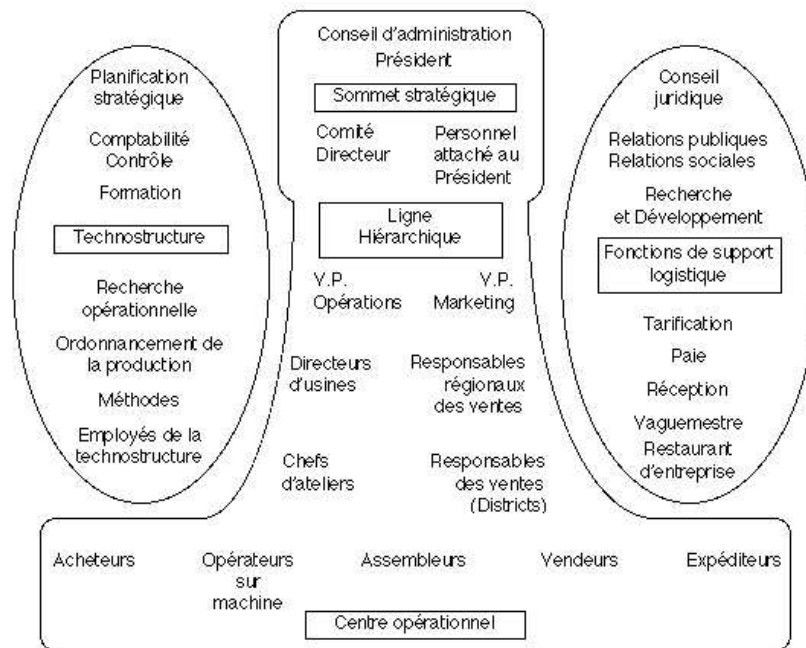 Conseil d'administration
Président
Sommet stratégique
Comité
Directeur
Personnel
attaché au
Président
Planification
stratégique
Comptabilité
Contrôle
Formation
Technostructure
Recherche
opérationnelle
Ordonnancement de
la production
Méthodes
Employés de la
technostructure
Ligne
Hiérarchique
V.P.
Opérations
V.P.
Marketing
Directeurs
d'usines
Responsables
régionaux
des ventes
Chefs
d'ateliers
Responsables
des ventes
(Districts)
Conseil
juridique
Relations publiques
Relations sociales
Recherche
et Développement
Fonctions de support
logistique
Tarification
Paie
Réception
Vaguemestre
Restaurant
d'entreprise
Acheteurs
Opérateurs
sur
machine
Assembleurs
Vendeurs
Expéditeurs
Centre opérationnel